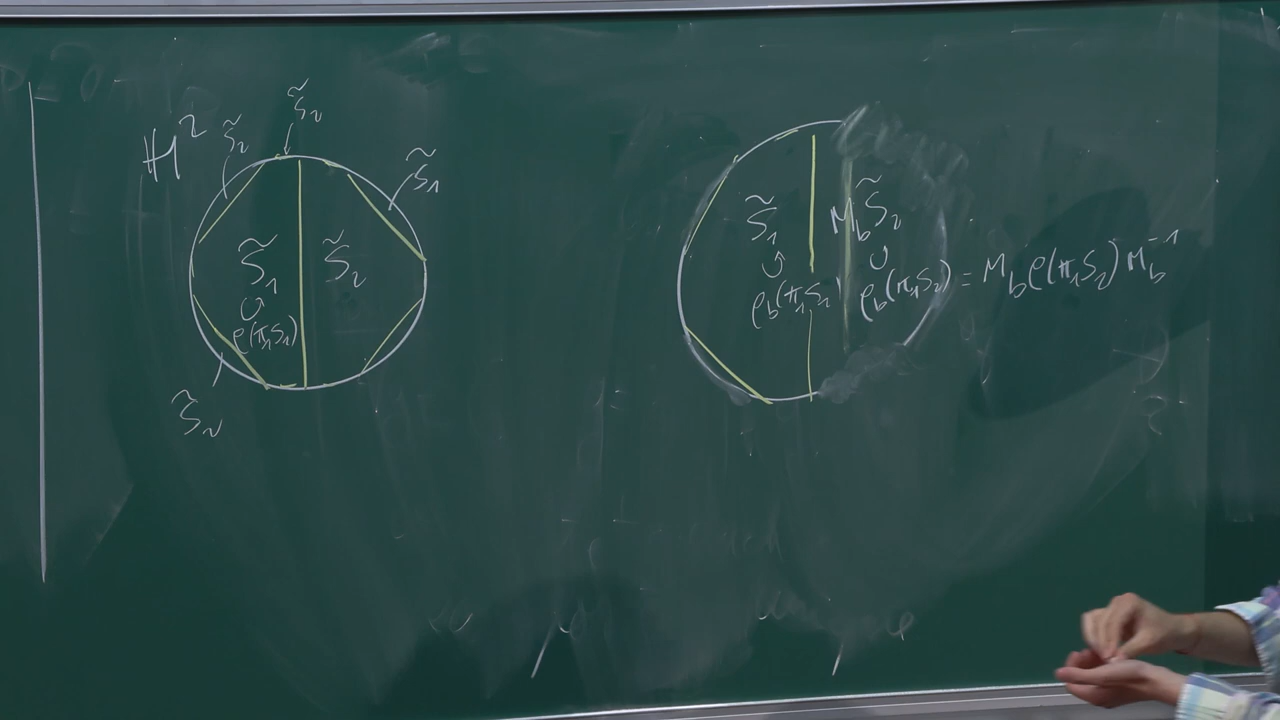 ℍ² S̃₂ S̃₂ S̃₁
S̃₁ S̃₂
↺
ρ(π₁S₁)
S̃₂
S̃₁ M_b S̃₂
↺ ↺
ρ_b(π₁S₁) ρ_b(π₁S₂) = M_b ρ(π₁S₂) M_b⁻¹